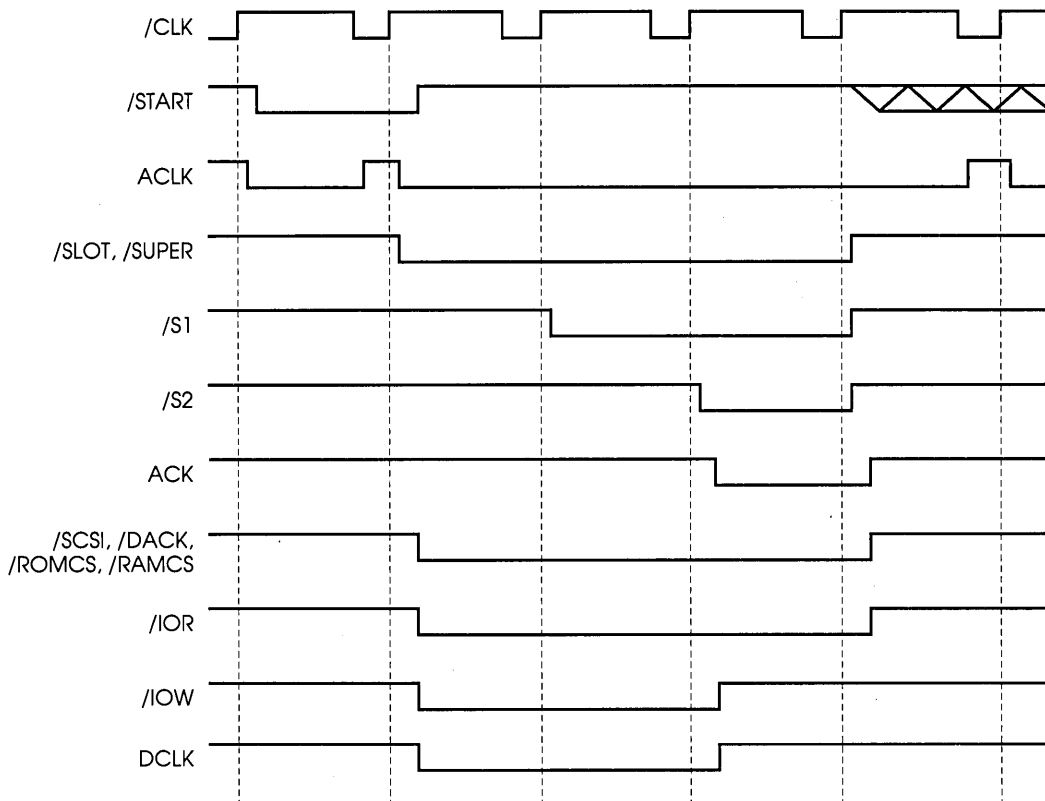 /CLK
/START
ACLK
/SLOT, /SUPER
/S1
/S2
ACK
/SCSI, /DACK,
/ROMCS, /RAMCS
/IOR
/IOW
DCLK